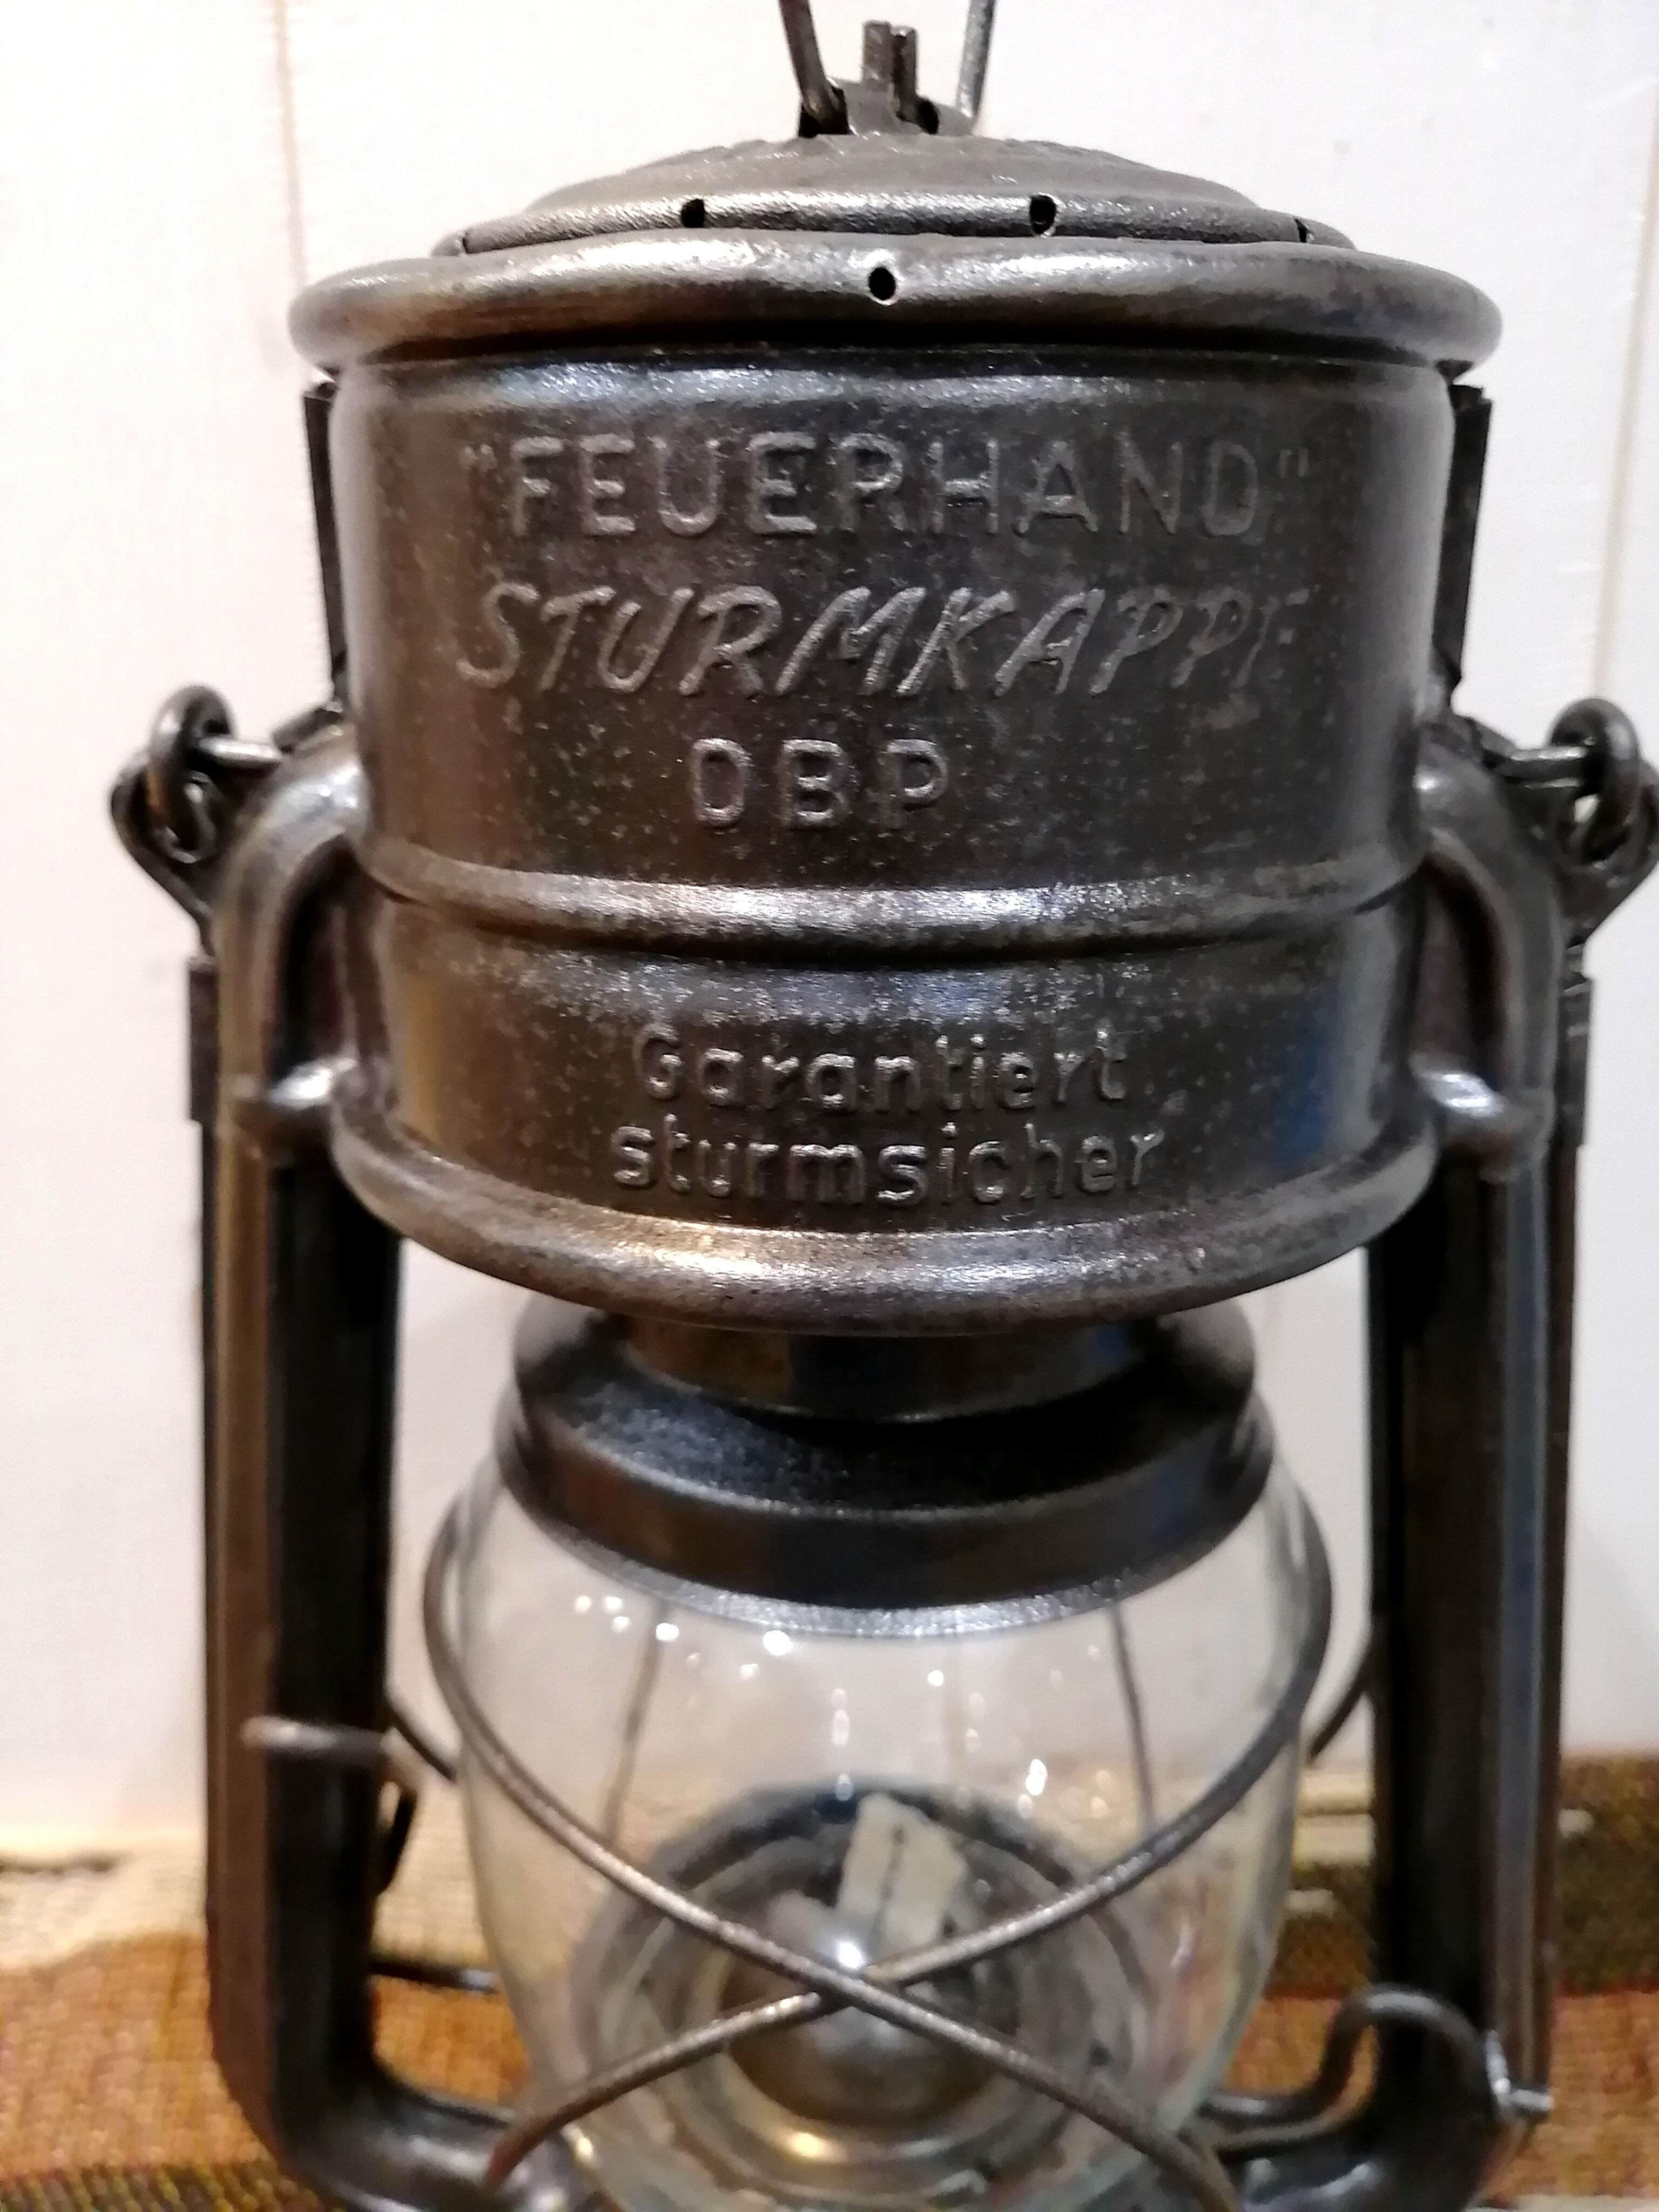 "FEUERHAND"
STURMKAPPE
DBP
Garantiert
sturmsicher